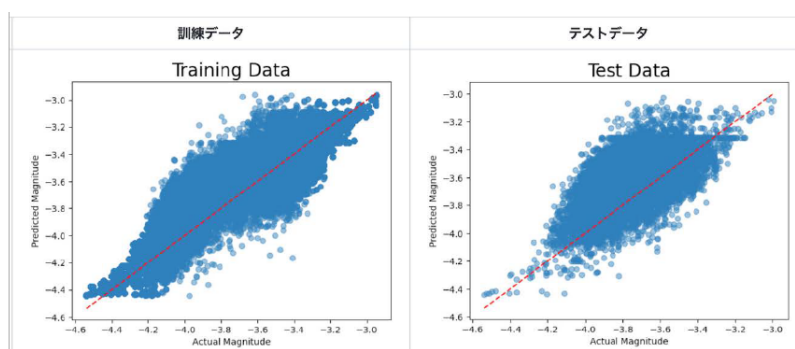 訓練データ
テストデータ
Training Data
−3.0
−3.2
−3.4
−3.6
−3.8
−4.0
−4.2
−4.4
−4.6
Predicted Magnitude
−4.6 −4.4 −4.2 −4.0 −3.8 −3.6 −3.4 −3.2 −3.0
Actual Magnitude
Test Data
−3.0
−3.2
−3.4
−3.6
−3.8
−4.0
−4.2
−4.4
−4.6
Predicted Magnitude
−4.6 −4.4 −4.2 −4.0 −3.8 −3.6 −3.4 −3.2 −3.0
Actual Magnitude